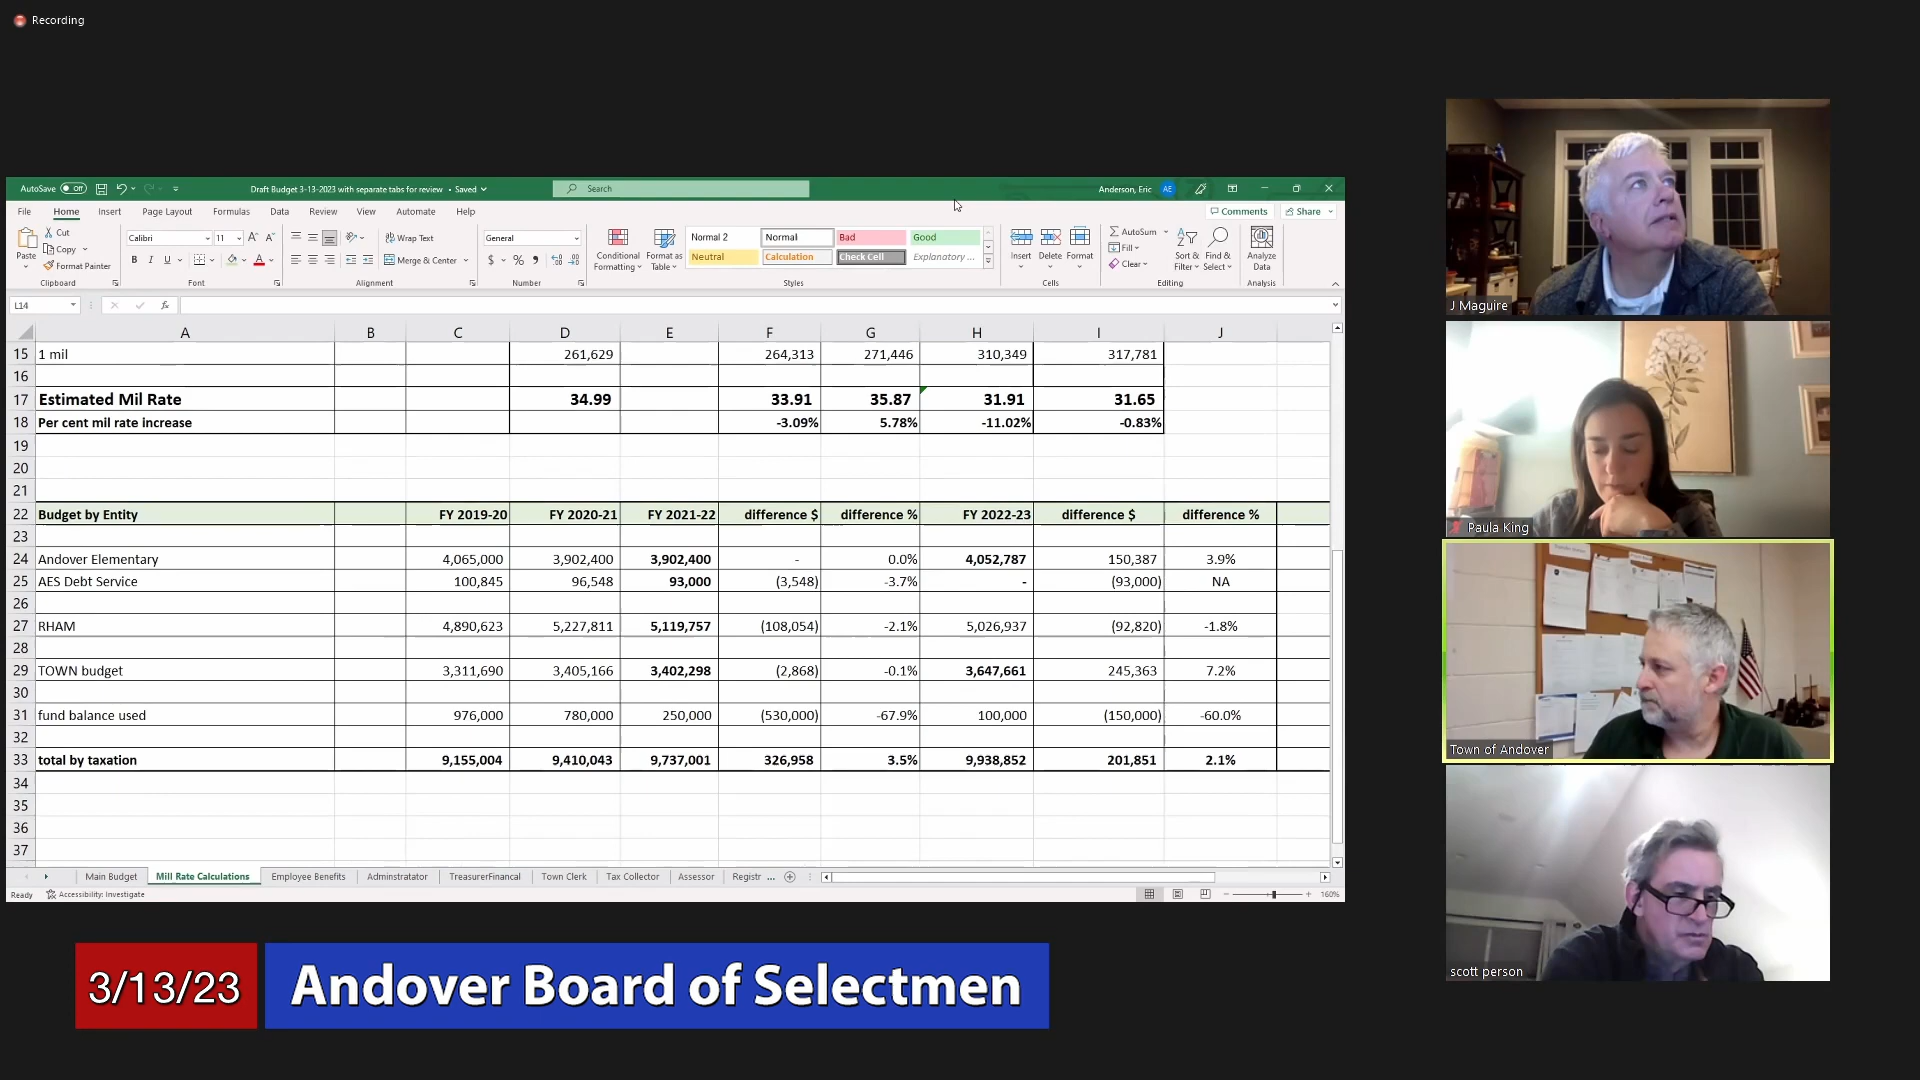 Recording
AutoSave Off
Draft Budget 3-13-2023 with separate tabs for review • Saved
Search
Anderson, Eric AE
File Home Insert Page Layout Formulas Data Review View Automate Help
Comments Share
Paste
Cut
Copy
Format Painter
Clipboard
Calibri 11
B I U
Font
Wrap Text
Merge & Center
Alignment
General
$ % 9
Number
Conditional Formatting
Format as Table
Normal 2 Normal Bad Good
Neutral Calculation Check Cell Explanatory ...
Styles
Insert Delete Format
Cells
AutoSum
Fill
Clear
Sort & Filter
Find & Select
Editing
Analyze Data
Analysis
L14 fx
A B C D E F G H I J
15 1 mil 261,629 264,313 271,446 310,349 317,781
16
17 Estimated Mil Rate 34.99 33.91 35.87 31.91 31.65
18 Per cent mil rate increase -3.09% 5.78% -11.02% -0.83%
19
20
21
22 Budget by Entity FY 2019-20 FY 2020-21 FY 2021-22 difference $ difference % FY 2022-23 difference $ difference %
23
24 Andover Elementary 4,065,000 3,902,400 3,902,400 - 0.0% 4,052,787 150,387 3.9%
25 AES Debt Service 100,845 96,548 93,000 (3,548) -3.7% - (93,000) NA
26
27 RHAM 4,890,623 5,227,811 5,119,757 (108,054) -2.1% 5,026,937 (92,820) -1.8%
28
29 TOWN budget 3,311,690 3,405,166 3,402,298 (2,868) -0.1% 3,647,661 245,363 7.2%
30
31 fund balance used 976,000 780,000 250,000 (530,000) -67.9% 100,000 (150,000) -60.0%
32
33 total by taxation 9,155,004 9,410,043 9,737,001 326,958 3.5% 9,938,852 201,851 2.1%
34
35
36
37
Main Budget Mill Rate Calculations Employee Benefits Adminstratator TreasurerFinancal Town Clerk Tax Collector Assessor Registr ...
Ready Accessibility: Investigate 160%
J Maguire
Paula King
Town of Andover
scott person
3/13/23 Andover Board of Selectmen